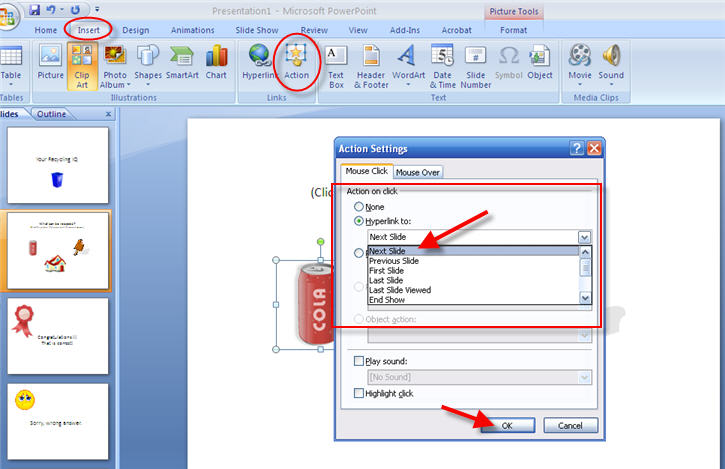 Presentation1 - Microsoft PowerPoint
Picture Tools
Home Insert Design Animations Slide Show Review View Add-Ins Acrobat Format
Table Picture Clip Art Photo Album Shapes SmartArt Chart Hyperlink Action Text Box Header & Footer WordArt Date & Time Slide Number Symbol Object Movie Sound
Tables Illustrations Links Text Media Clips
lides Outline
Your Recycling IQ
What can be recycled?
Congratulations!!!
That is correct!
Sorry, wrong answer.
(Clic
COLA
Action Settings
Mouse Click Mouse Over
Action on click
None
Hyperlink to:
Next Slide
Next Slide
Previous Slide
First Slide
Last Slide
Last Slide Viewed
End Show
Object action:
Play sound:
[No Sound]
Highlight click
OK Cancel